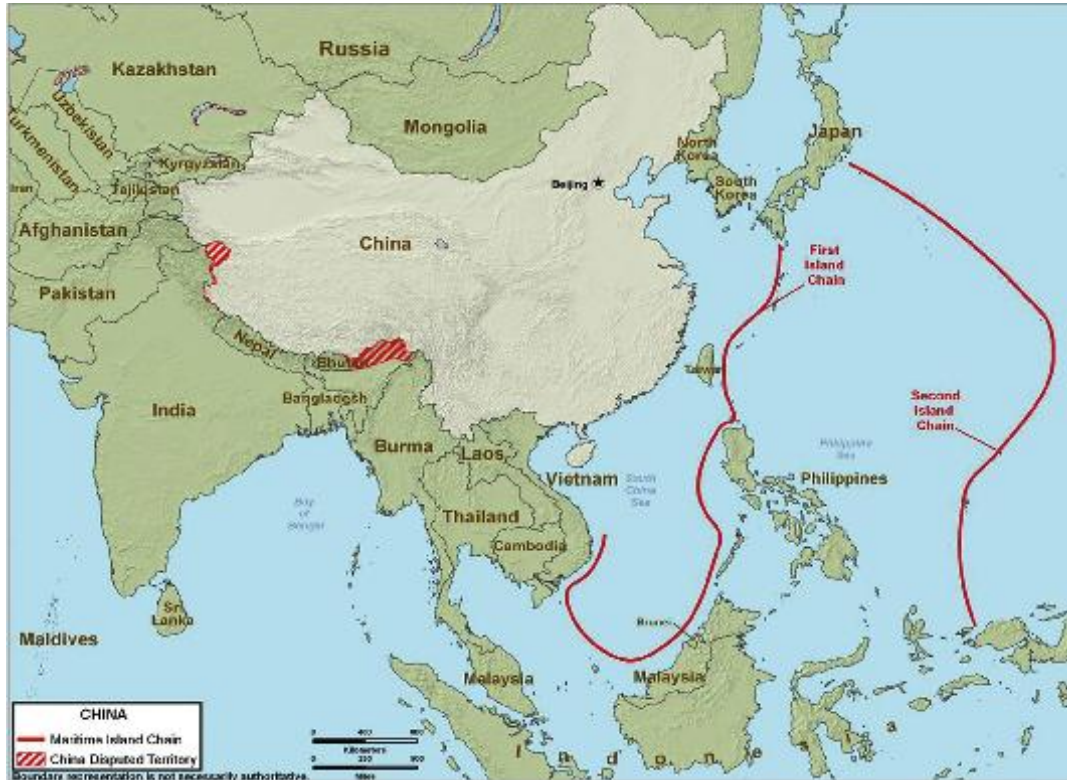 Russia
Kazakhstan
Mongolia
Uzbekistan
Turkmenistan
Kyrgyzstan
Tajikistan
Iran
Afghanistan
Pakistan
China
Beijing
North
Korea
South
Korea
Japan
First
Island
Chain
Second
Island
Chain
Nepal
Bhutan
Bangladesh
India
Burma
Laos
Vietnam
Thailand
Cambodia
Taiwan
Philippines
Philippine
Sea
South
China
Sea
Bay
of
Bengal
Sri
Lanka
Maldives
Brunei
Malaysia
Malaysia
Indonesia
CHINA
Maritime Island Chain
China Disputed Territory
Kilometers
Miles
Boundary representation is not necessarily authoritative.